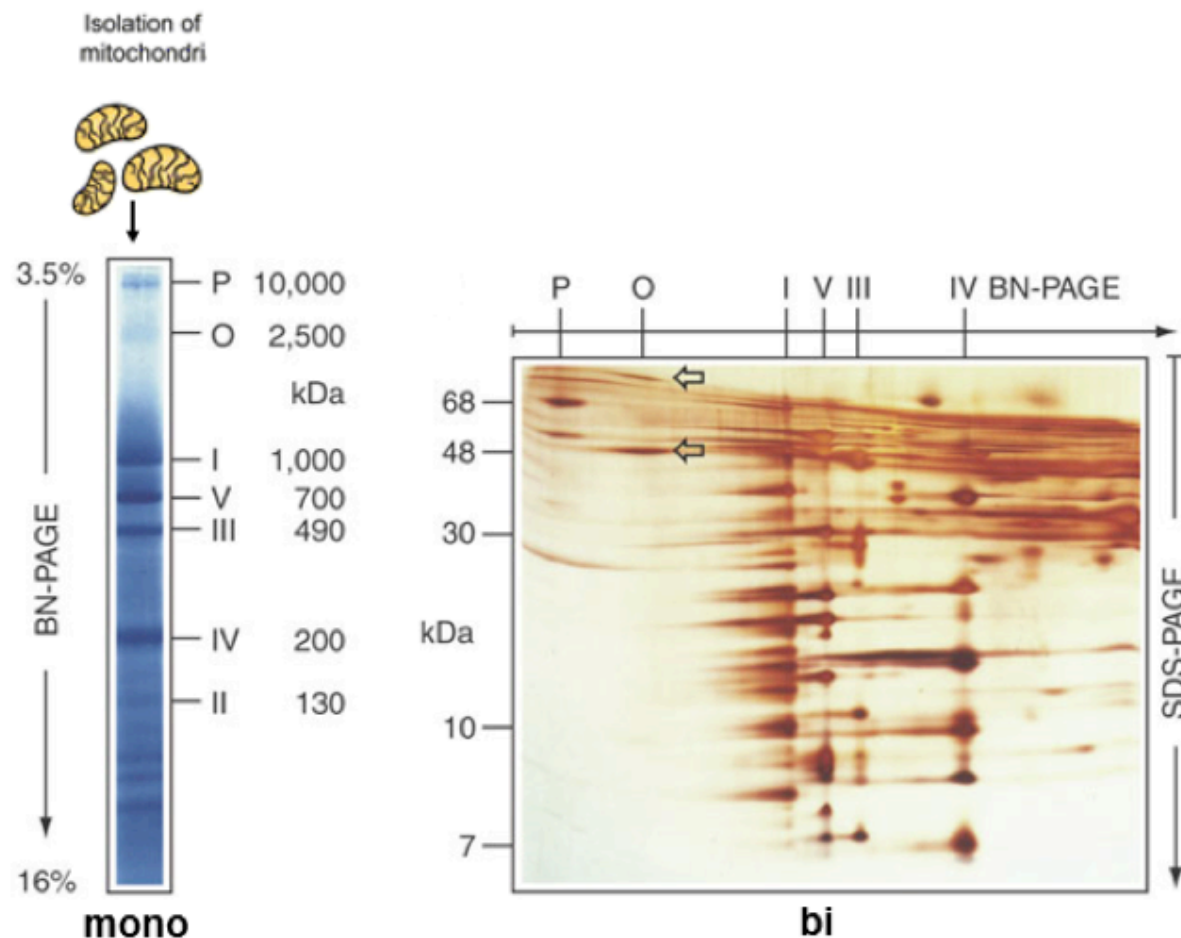 Isolation of
mitochondri
3.5%
BN-PAGE
16%
P 10,000
O 2,500
kDa
I 1,000
V 700
III 490
IV 200
II 130
mono
P O I V III IV BN-PAGE
68
48
30
kDa
10
7
SDS-PAGE
bi